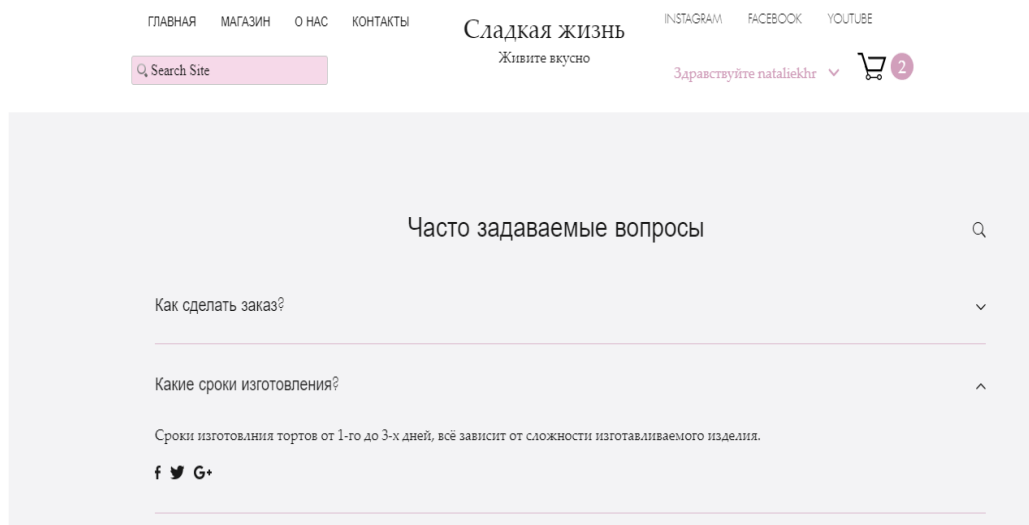 ГЛАВНАЯ МАГАЗИН О НАС КОНТАКТЫ
Сладкая жизнь
Живите вкусно
INSTAGRAM FACEBOOK YOUTUBE
Search Site
Здравствуйте nataliekhr
2
Часто задаваемые вопросы
Как сделать заказ?
Какие сроки изготовления?
Сроки изготовлния тортов от 1-го до 3-х дней, всё зависит от сложности изготавливаемого изделия.
f G+